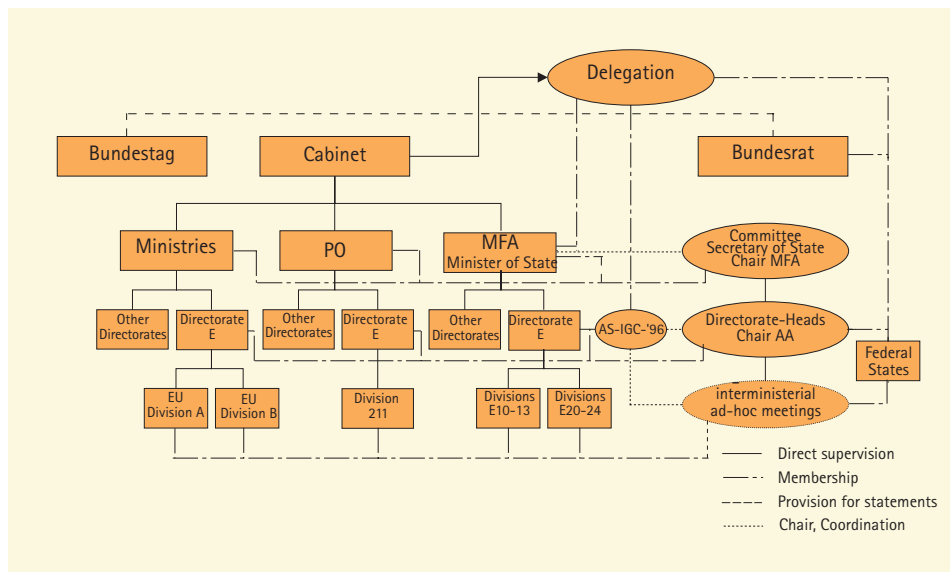 Delegation
Bundestag
Cabinet
Bundesrat
Ministries
PO
MFA
Minister of State
Committee
Secretary of State
Chair MFA
Other
Directorates
Directorate
E
Other
Directorates
Directorate
E
Other
Directorates
Directorate
E
AS-IGC-'96
Directorate-Heads
Chair AA
Federal
States
EU
Division A
EU
Division B
Division
211
Divisions
E10-13
Divisions
E20-24
interministerial
ad-hoc meetings
Direct supervision
Membership
Provision for statements
Chair, Coordination